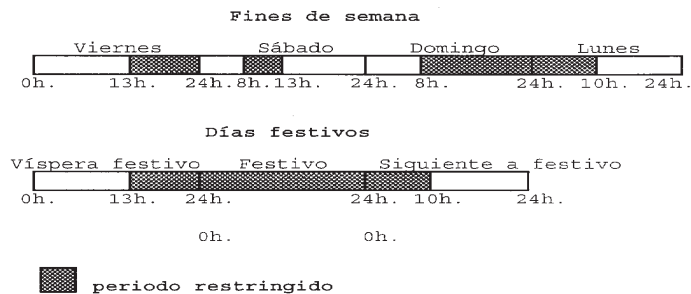 Fines de semana
Viernes Sábado Domingo Lunes
0h. 13h. 24h. 8h. 13h. 24h. 8h. 24h. 10h. 24h.
Días festivos
Víspera festivo Festivo Siguiente a festivo
0h. 13h. 24h. 24h. 10h. 24h.
0h. 0h.
periodo restringido